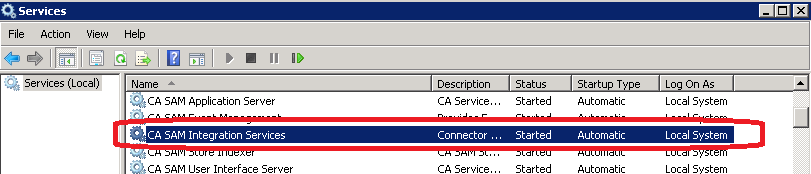 Services
File Action View Help
Services (Local)
Name Description Status Startup Type Log On As
CA SAM Application Server CA Service... Started Automatic Local System
CA SAM Event Management Provides E... Started Automatic Local System
CA SAM Integration Services Connector ... Started Automatic Local System
CA SAM Store Indexer CA SAM St... Started Automatic Local System
CA SAM User Interface Server CA Service... Started Automatic Local System